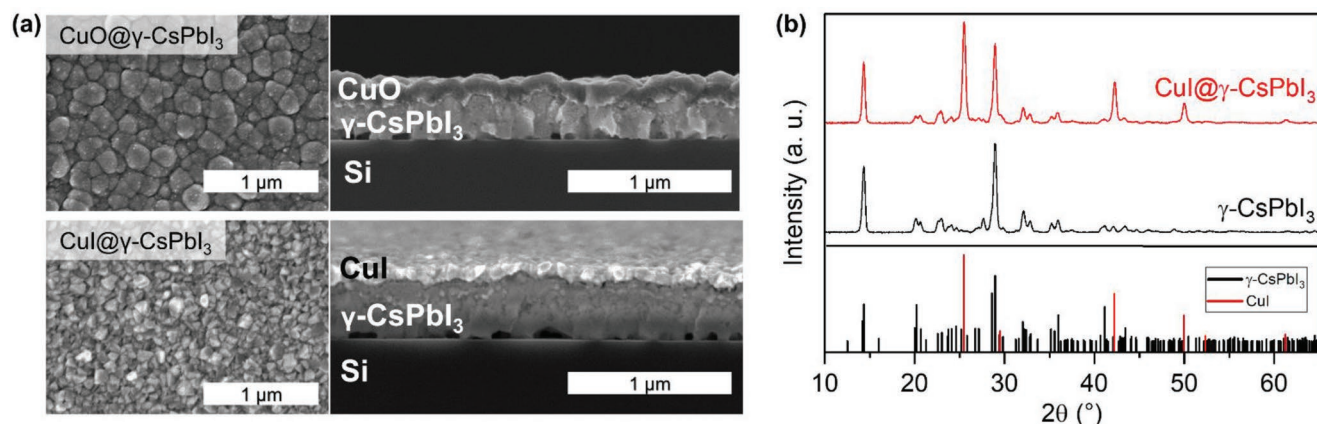 (a)
CuO@γ-CsPbI₃
1 µm
CuO
γ-CsPbI₃
Si
1 µm
CuI@γ-CsPbI₃
1 µm
CuI
γ-CsPbI₃
Si
1 µm
(b)
Intensity (a. u.)
CuI@γ-CsPbI₃
γ-CsPbI₃
γ-CsPbI₃
CuI
10 20 30 40 50 60
2θ (°)